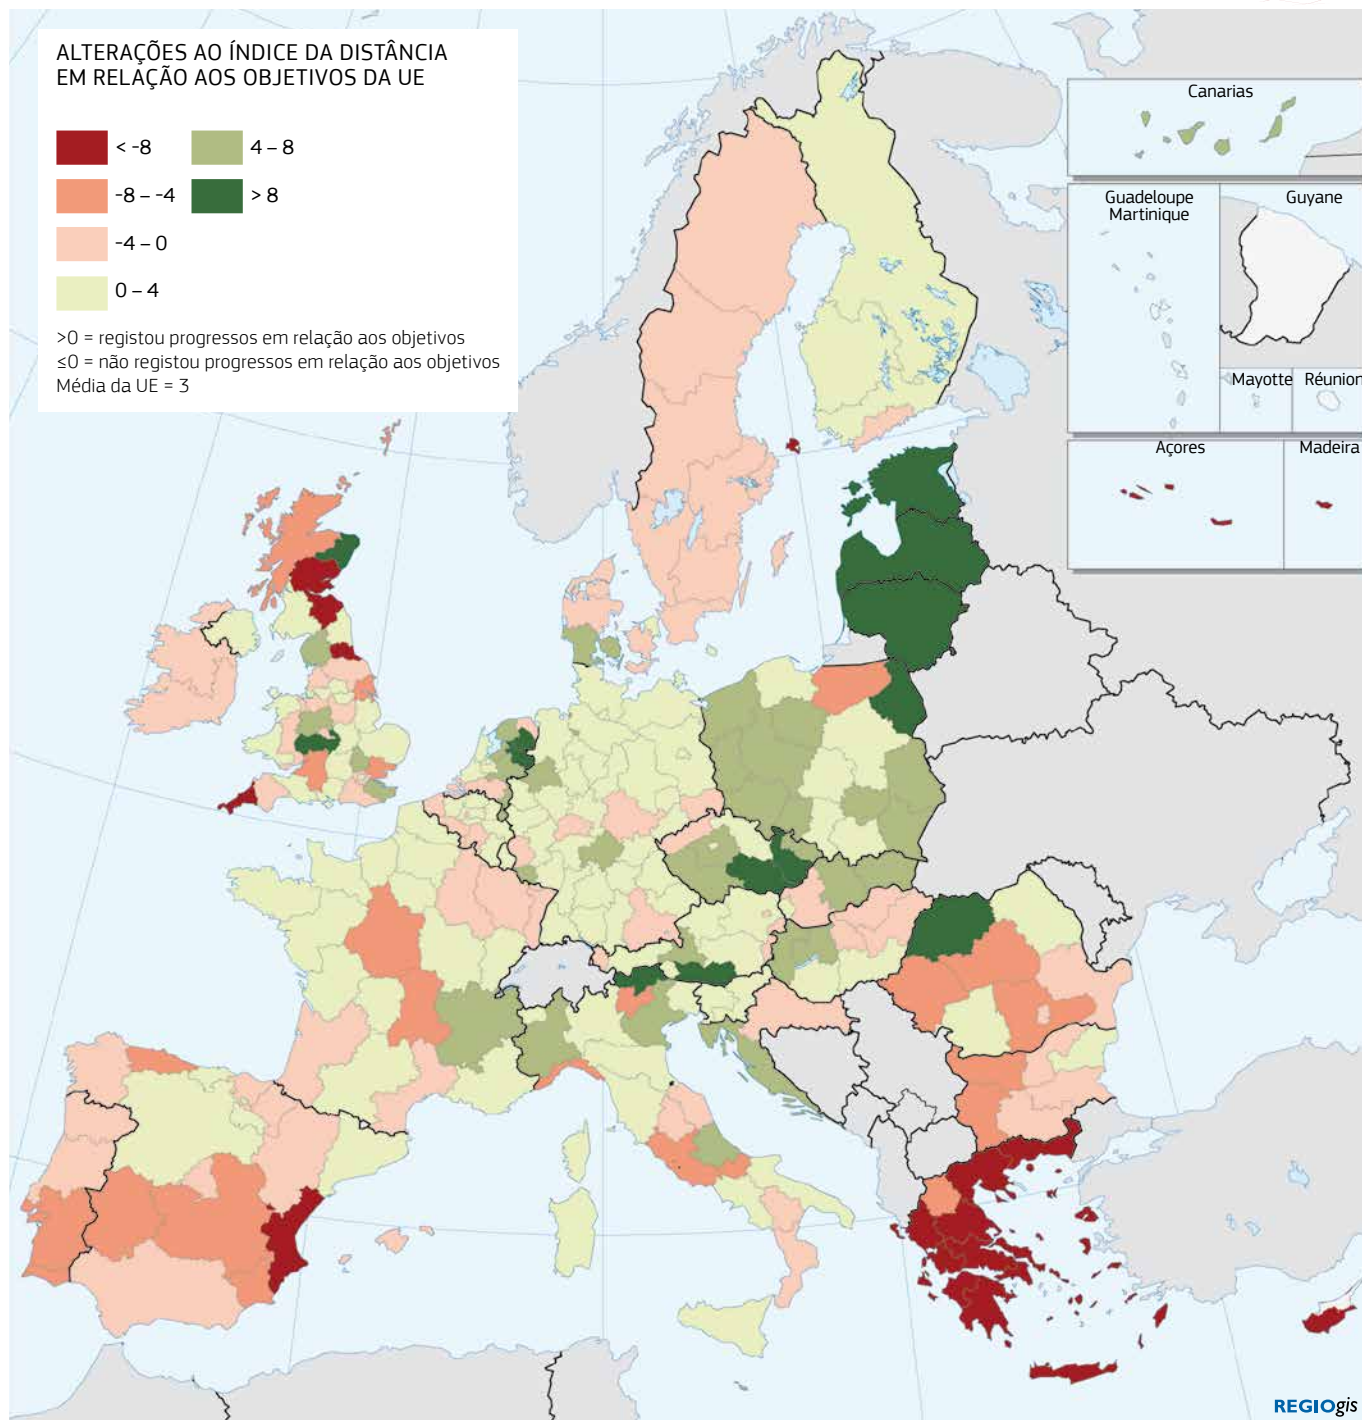 ALTERAÇÕES AO ÍNDICE DA DISTÂNCIA
EM RELAÇÃO AOS OBJETIVOS DA UE
< -8
4 – 8
-8 – -4
> 8
-4 – 0
0 – 4
>0 = registou progressos em relação aos objetivos
≤0 = não registou progressos em relação aos objetivos
Média da UE = 3
Canarias
Guadeloupe
Martinique
Guyane
Mayotte
Réunion
Açores
Madeira
REGIOgis